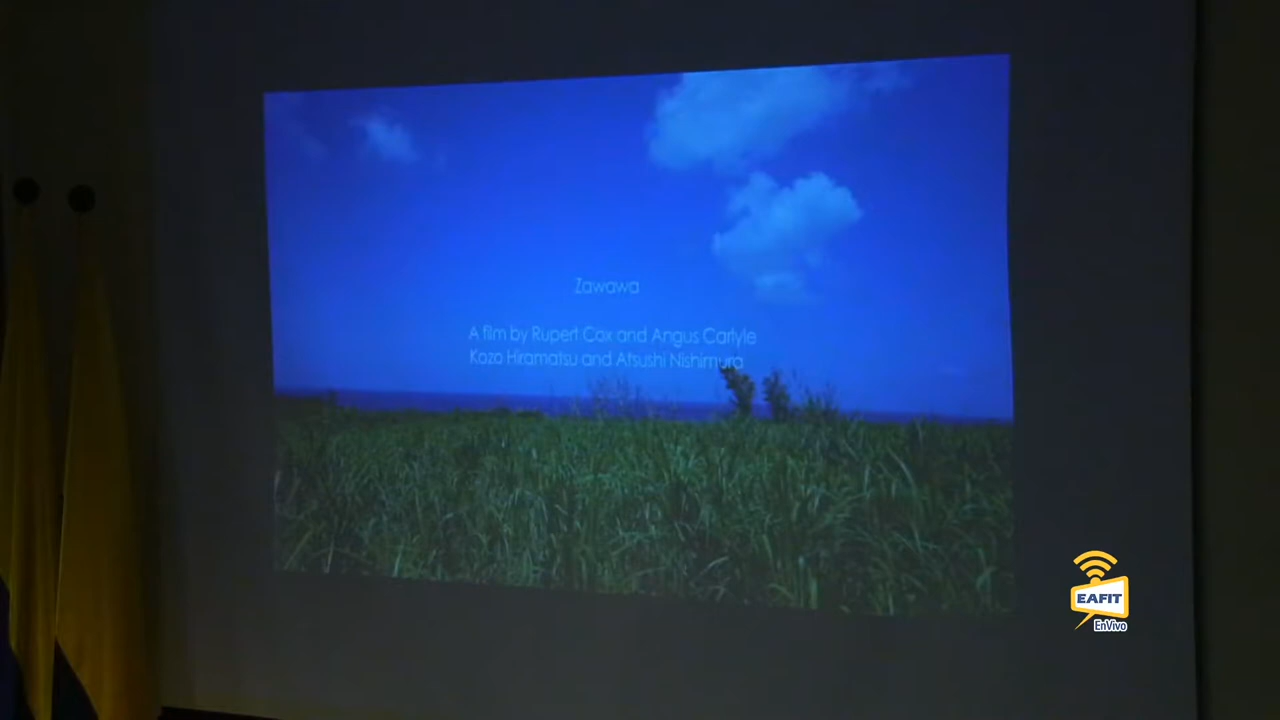 Zawawa
A film by Rupert Cox and Angus Carlyle
Kozo Hiramatsu and Atsushi Nishimura
EAFIT
EnVivo